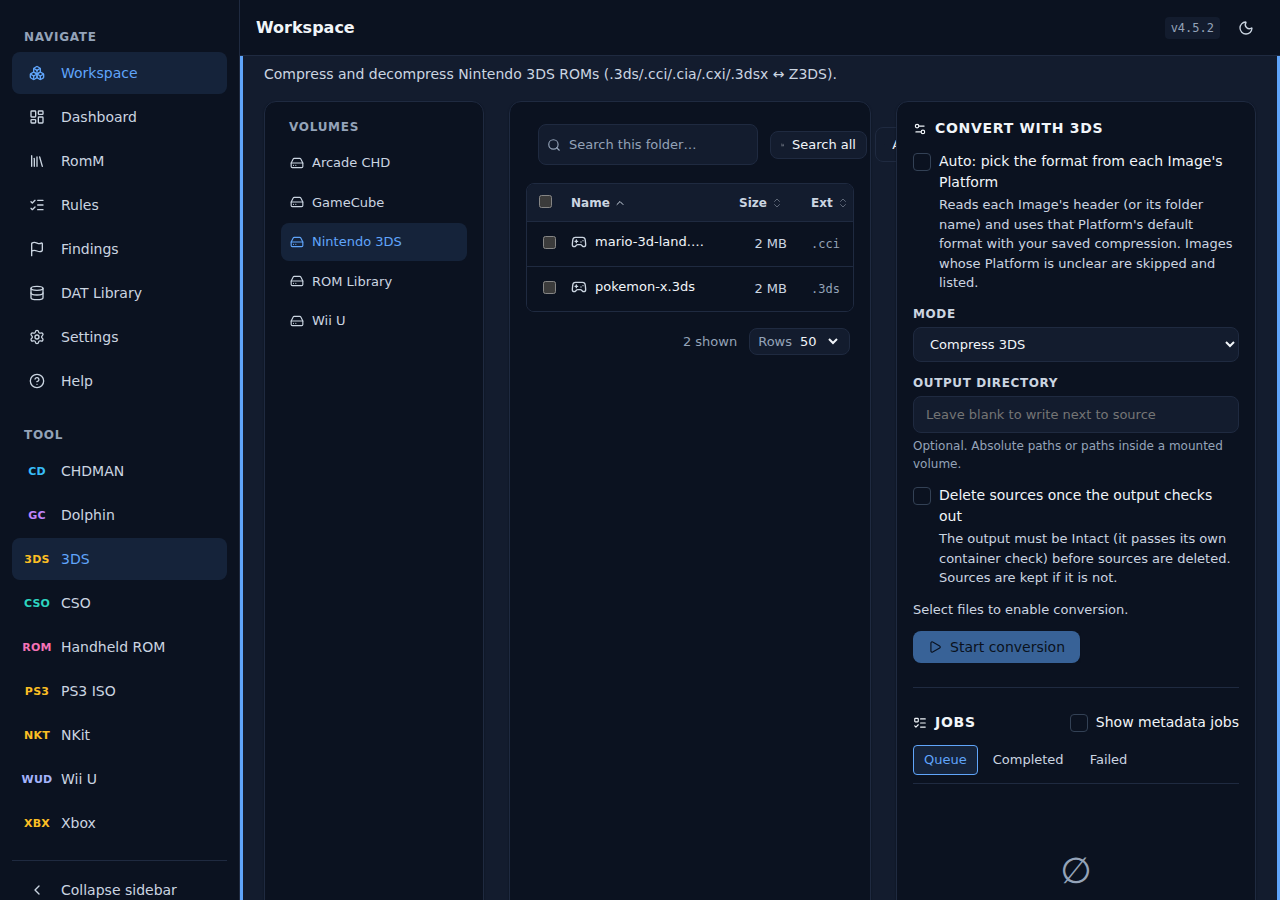 NAVIGATE
Workspace
Dashboard
RomM
Rules
Findings
DAT Library
Settings
Help
TOOL
CD CHDMAN
GC Dolphin
3DS 3DS
CSO CSO
ROM Handheld ROM
PS3 PS3 ISO
NKT NKit
WUD Wii U
XBX Xbox
Collapse sidebar
Workspace
v4.5.2
Compress and decompress Nintendo 3DS ROMs (.3ds/.cci/.cia/.cxi/.3dsx ↔ Z3DS).
VOLUMES
Arcade CHD
GameCube
Nintendo 3DS
ROM Library
Wii U
Search this folder…
Search all
Name Size Ext
mario-3d-land.… 2 MB .cci
pokemon-x.3ds 2 MB .3ds
2 shown Rows 50
CONVERT WITH 3DS
Auto: pick the format from each Image's
Platform
Reads each Image's header (or its folder
name) and uses that Platform's default
format with your saved compression. Images
whose Platform is unclear are skipped and
listed.
MODE
Compress 3DS
OUTPUT DIRECTORY
Leave blank to write next to source
Optional. Absolute paths or paths inside a mounted
volume.
Delete sources once the output checks
out
The output must be Intact (it passes its own
container check) before sources are deleted.
Sources are kept if it is not.
Select files to enable conversion.
Start conversion
JOBS
Show metadata jobs
Queue Completed Failed